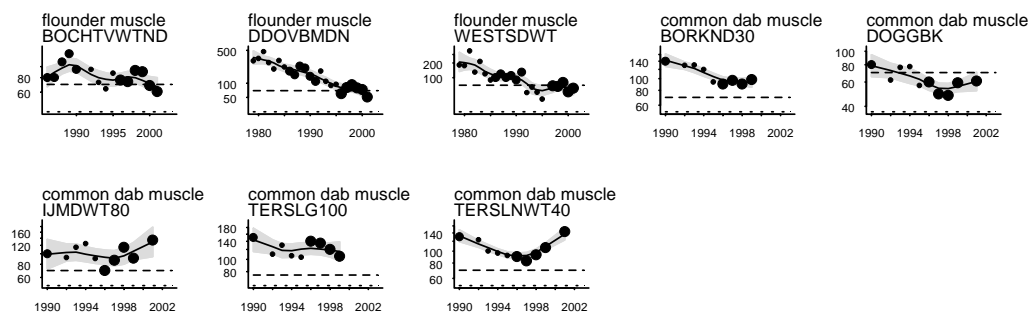 flounder muscle
BOCHTVWTND
80
60
1990 1995 2000
flounder muscle
DDOVBMDN
500
100
50
1980 1990 2000
flounder muscle
WESTSDWT
200
100
1980 1985 1990 1995 2000
common dab muscle
BORKND30
140
100
80
60
1990 1994 1998 2002
common dab muscle
DOGGBK
100
80
60
40
1990 1994 1998 2002
common dab muscle
IJMDWT80
160
120
100
80
60
1990 1994 1998 2002
common dab muscle
TERSLG100
180
140
100
80
1990 1994 1998 2002
common dab muscle
TERSLNWT40
140
100
80
60
1990 1994 1998 2002